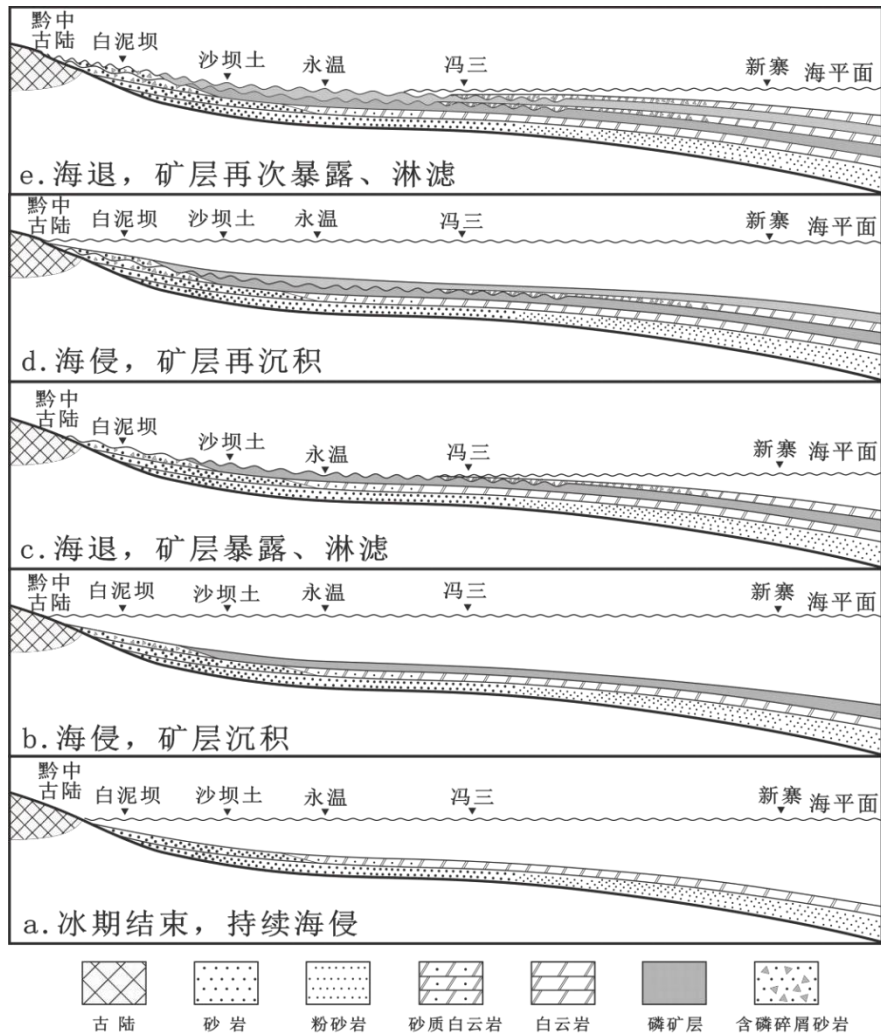 黔中
古陆
白泥坝
沙坝土
永温
冯三
新寨
海平面
e.海退，矿层再次暴露、淋滤
黔中
古陆
白泥坝
沙坝土
永温
冯三
新寨
海平面
d.海侵，矿层再沉积
黔中
古陆
白泥坝
沙坝土
永温
冯三
新寨
海平面
c.海退，矿层暴露、淋滤
黔中
古陆
白泥坝
沙坝土
永温
冯三
新寨
海平面
b.海侵，矿层沉积
黔中
古陆
白泥坝
沙坝土
永温
冯三
新寨
海平面
a.冰期结束，持续海侵
古陆
砂岩
粉砂岩
砂质白云岩
白云岩
磷矿层
含磷碎屑砂岩